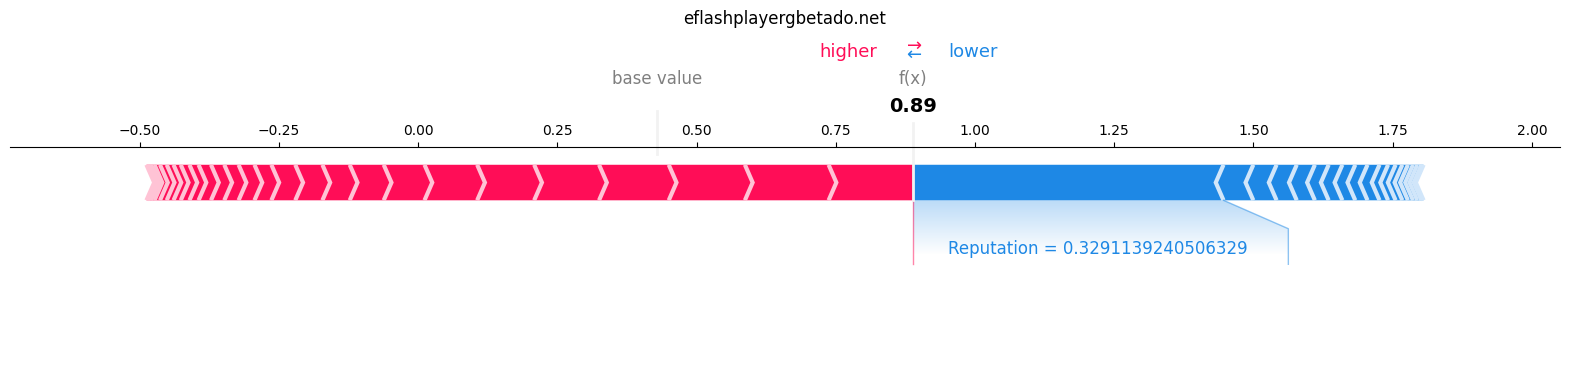 eflashplayergbetado.net
higher ⇄ lower
base value f(x)
0.89
−0.50 −0.25 0.00 0.25 0.50 0.75 1.00 1.25 1.50 1.75 2.00
Reputation = 0.3291139240506329